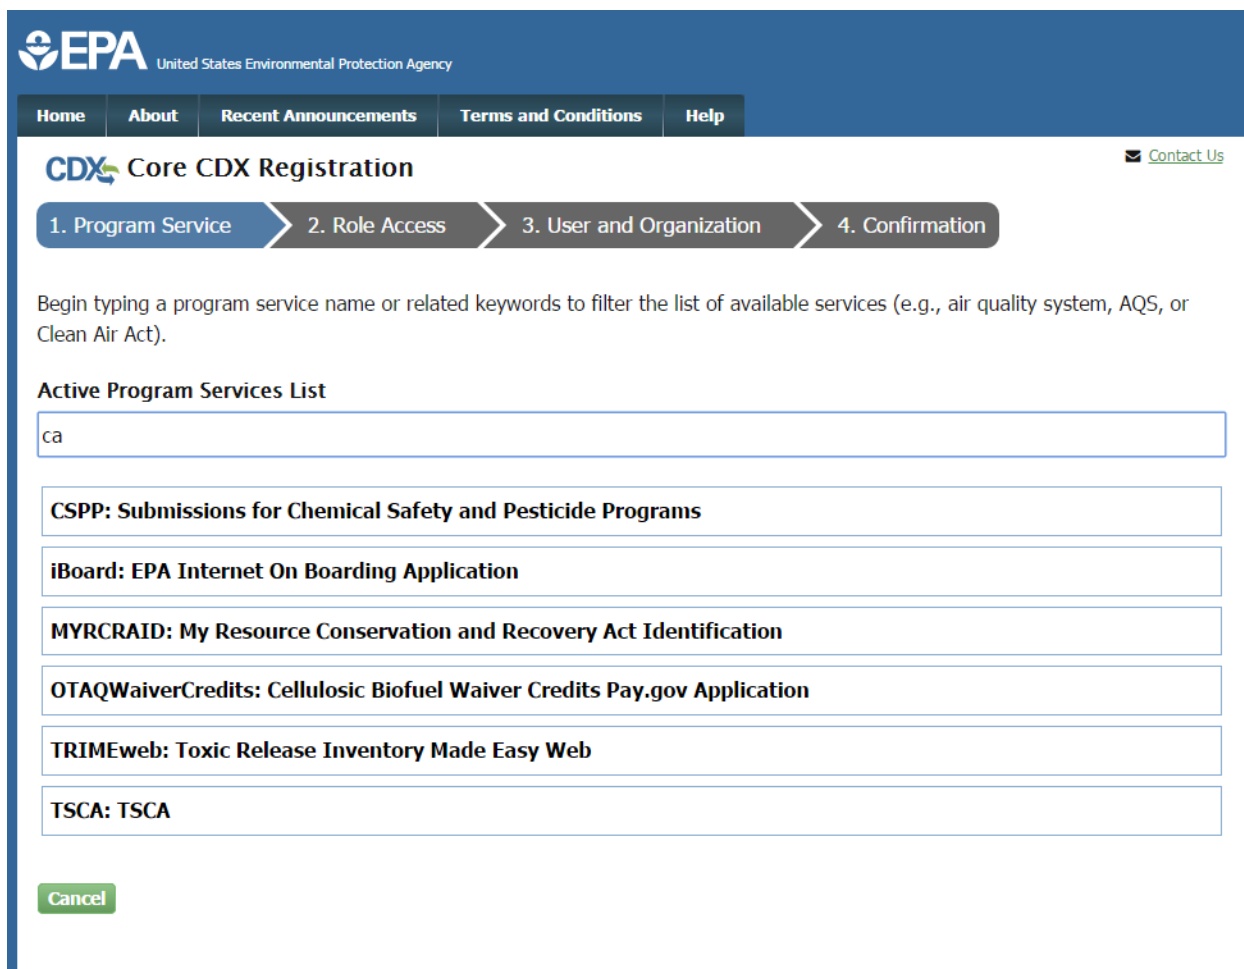 EPA United States Environmental Protection Agency
Home About Recent Announcements Terms and Conditions Help
CDX Core CDX Registration
Contact Us
1. Program Service 2. Role Access 3. User and Organization 4. Confirmation
Begin typing a program service name or related keywords to filter the list of available services (e.g., air quality system, AQS, or
Clean Air Act).
Active Program Services List
ca
CSPP: Submissions for Chemical Safety and Pesticide Programs
iBoard: EPA Internet On Boarding Application
MYRCRAID: My Resource Conservation and Recovery Act Identification
OTAQWaiverCredits: Cellulosic Biofuel Waiver Credits Pay.gov Application
TRIMEweb: Toxic Release Inventory Made Easy Web
TSCA: TSCA
Cancel